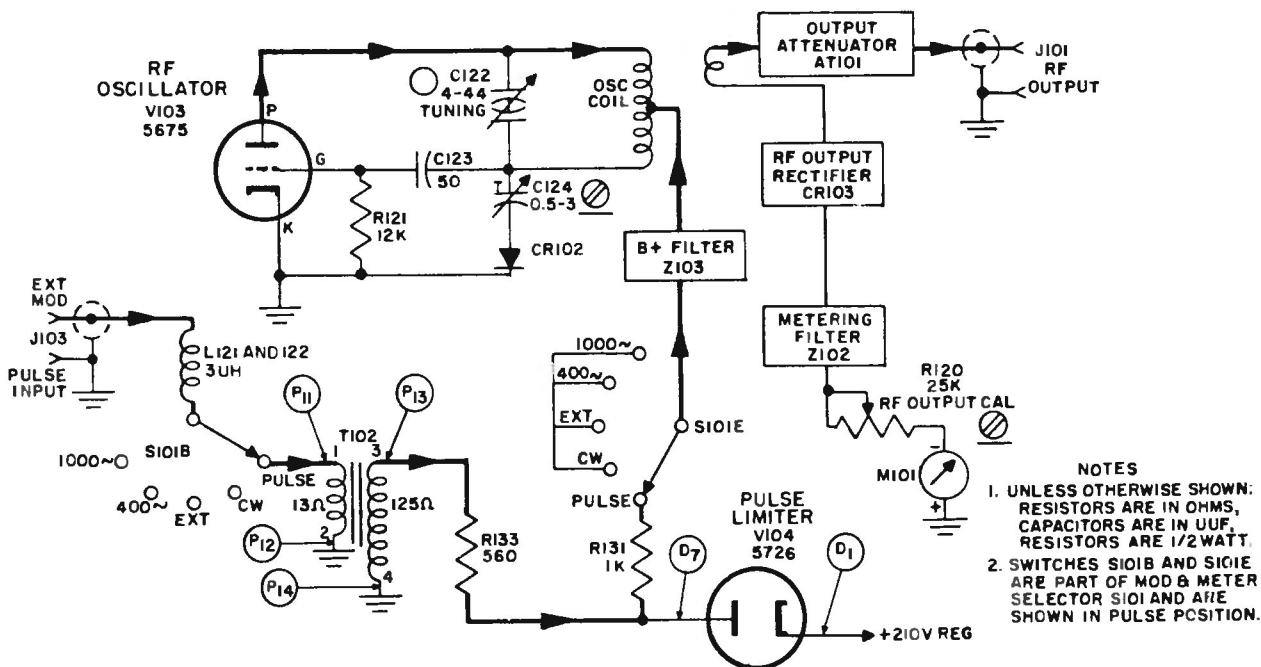 RF
OSCILLATOR
V103
5675
P
G
K
C122
4-44
TUNING
OSC
COIL
OUTPUT
ATTENUATOR
AT101
J101
RF
OUTPUT
C123
50
T
C124
0.5-3
R121
12K
CR102
RF OUTPUT
RECTIFIER
CR103
B+ FILTER
Z103
EXT
MOD
J103
PULSE
INPUT
L121 AND 122
3UH
METERING
FILTER
Z102
R120
25K
RF OUTPUT CAL
M101
-
+
1000~
400~
EXT
CW
PULSE
S101E
S101B
1000~
400~
EXT
CW
PULSE
P11
P13
T102
1
3
13Ω
125Ω
2
4
P12
P14
R133
560
R131
1K
D7
PULSE
LIMITER
V104
5726
D1
+210V REG
NOTES
1. UNLESS OTHERWISE SHOWN:
RESISTORS ARE IN OHMS,
CAPACITORS ARE IN UUF,
RESISTORS ARE 1/2 WATT.
2. SWITCHES S101B AND S101E
ARE PART OF MOD & METER
SELECTOR S101 AND ARE
SHOWN IN PULSE POSITION.